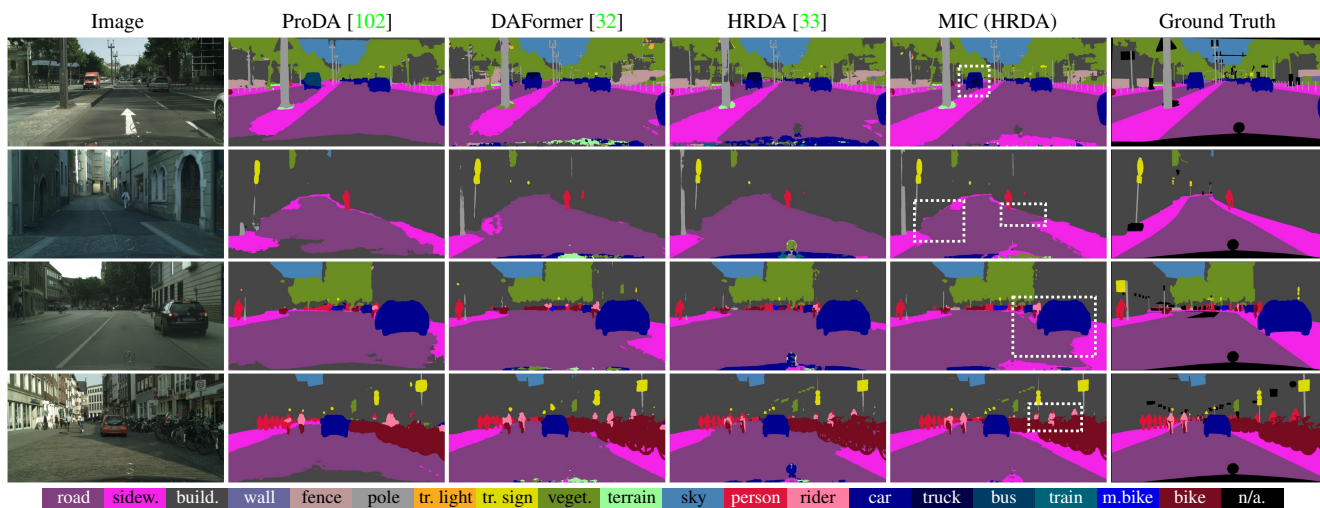 Image ProDA [102] DAFormer [32] HRDA [33] MIC (HRDA) Ground Truth
road sidew. build. wall fence pole tr. light tr. sign veget. terrain sky person rider car truck bus train m.bike bike n/a.